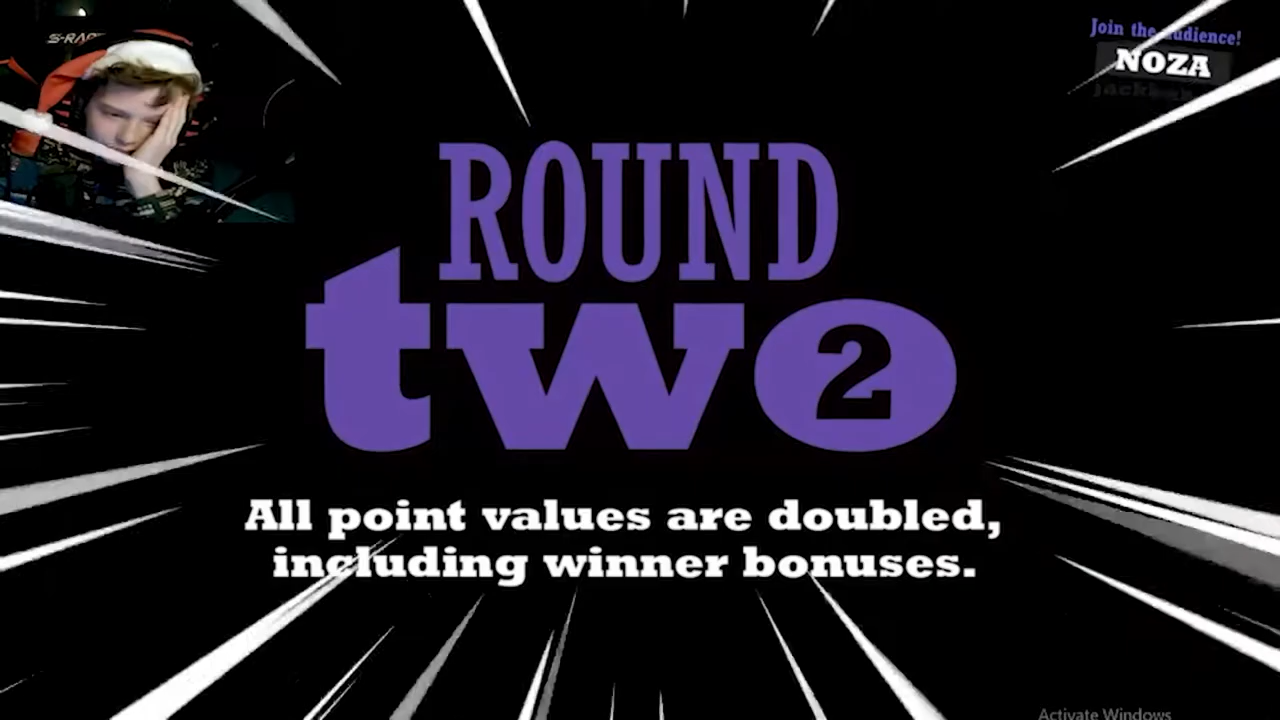 Join the audience!
NOZA
ROUND
two
2
All point values are doubled,
including winner bonuses.
Activate Windows